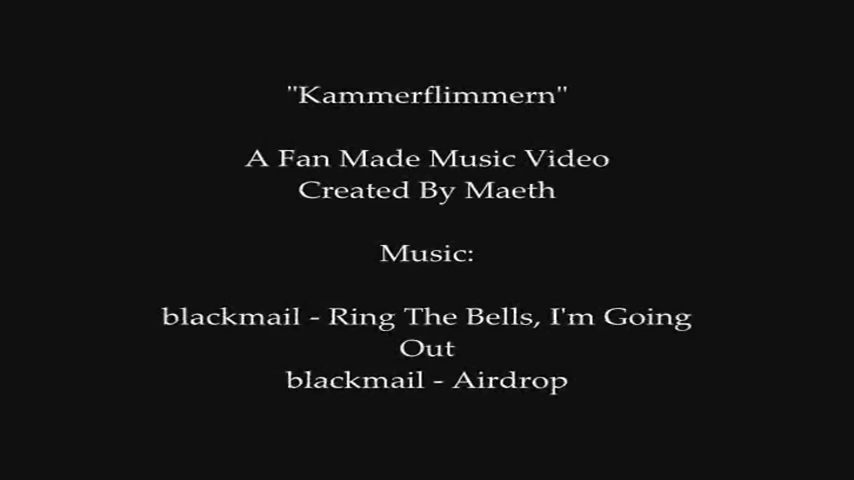 "Kammerflimmern"
A Fan Made Music Video
Created By Maeth
Music:
blackmail - Ring The Bells, I'm Going
Out
blackmail - Airdrop